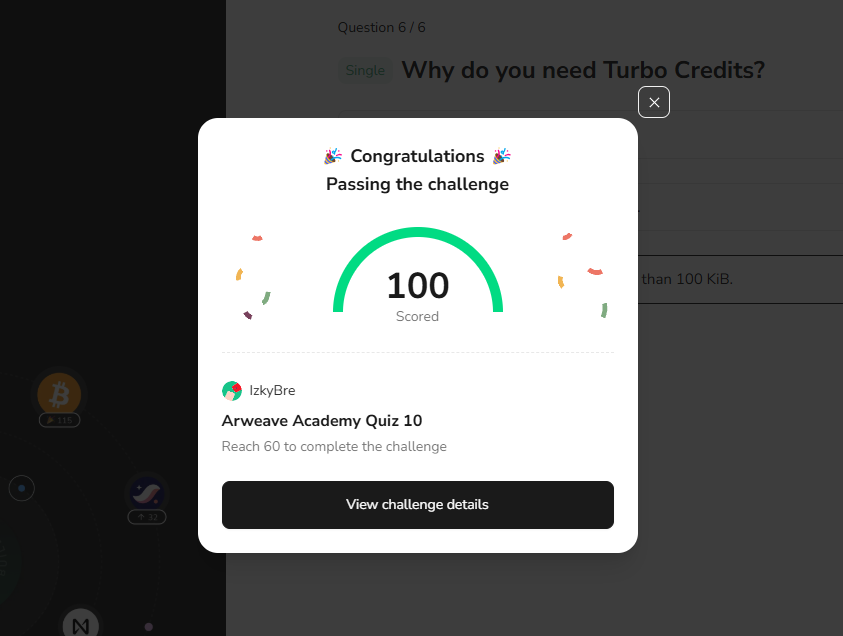 Question 6 / 6
Single Why do you need Turbo Credits?
Congratulations
Passing the challenge
100
Scored
than 100 KiB.
IzkyBre
Arweave Academy Quiz 10
Reach 60 to complete the challenge
View challenge details
115
32